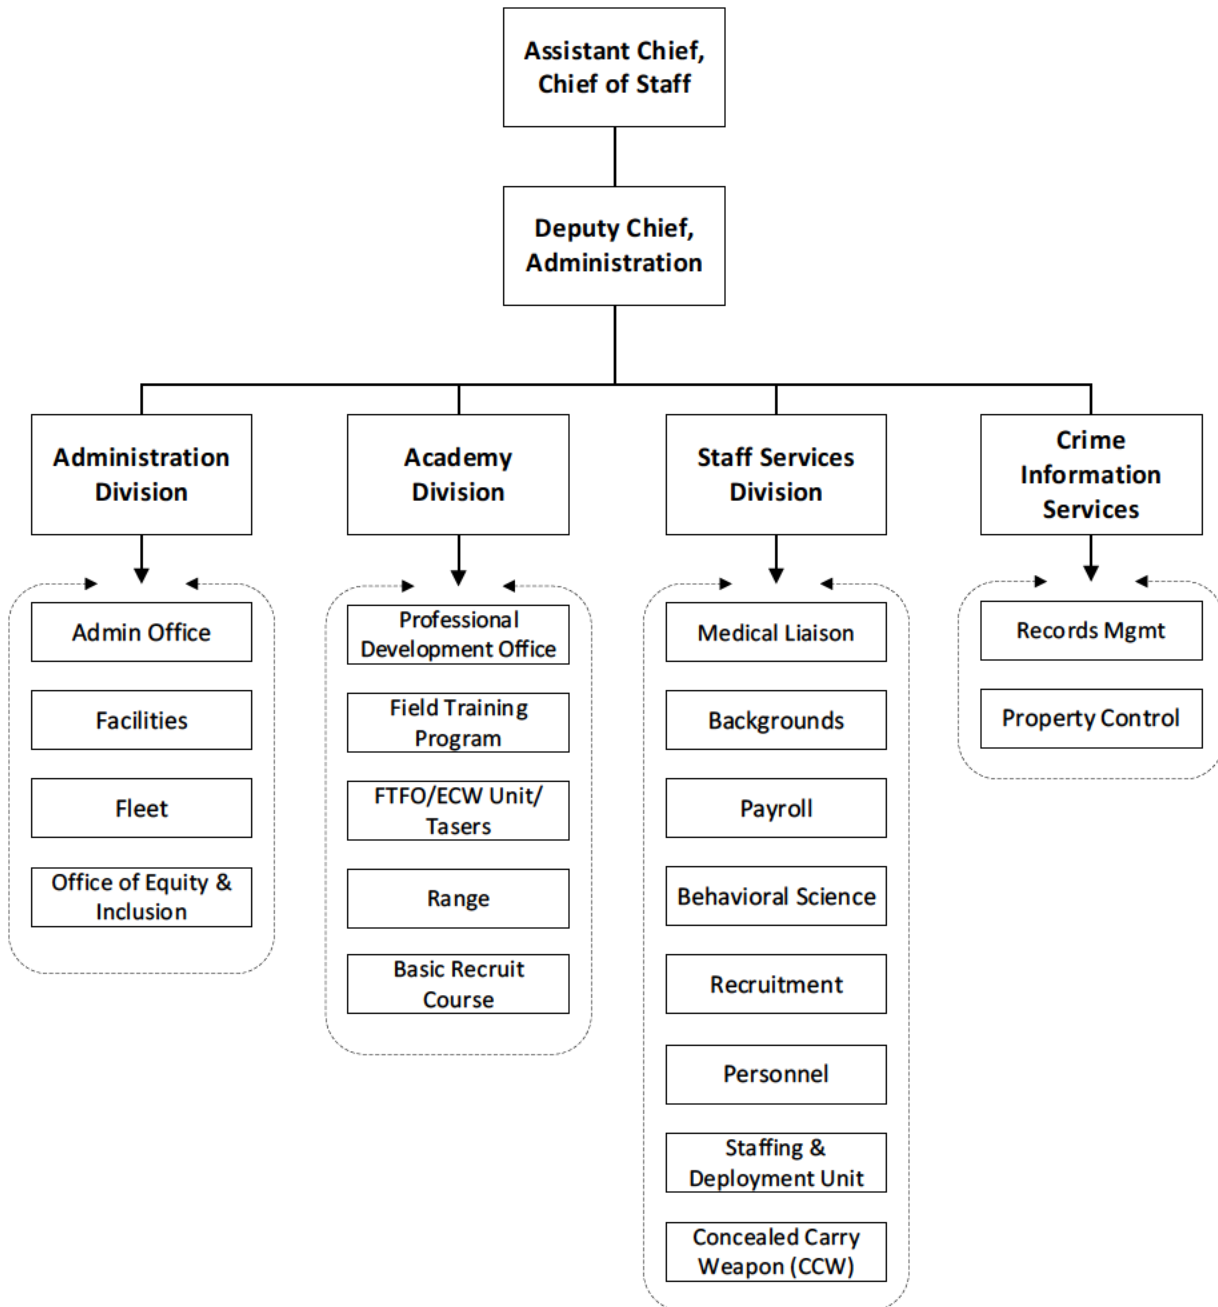 Assistant Chief,
Chief of Staff
Deputy Chief,
Administration
Administration
Division
Academy
Division
Staff Services
Division
Crime
Information
Services
Admin Office
Facilities
Fleet
Office of Equity &
Inclusion
Professional
Development Office
Field Training
Program
FTFO/ECW Unit/
Tasers
Range
Basic Recruit
Course
Medical Liaison
Backgrounds
Payroll
Behavioral Science
Recruitment
Personnel
Staffing &
Deployment Unit
Concealed Carry
Weapon (CCW)
Records Mgmt
Property Control